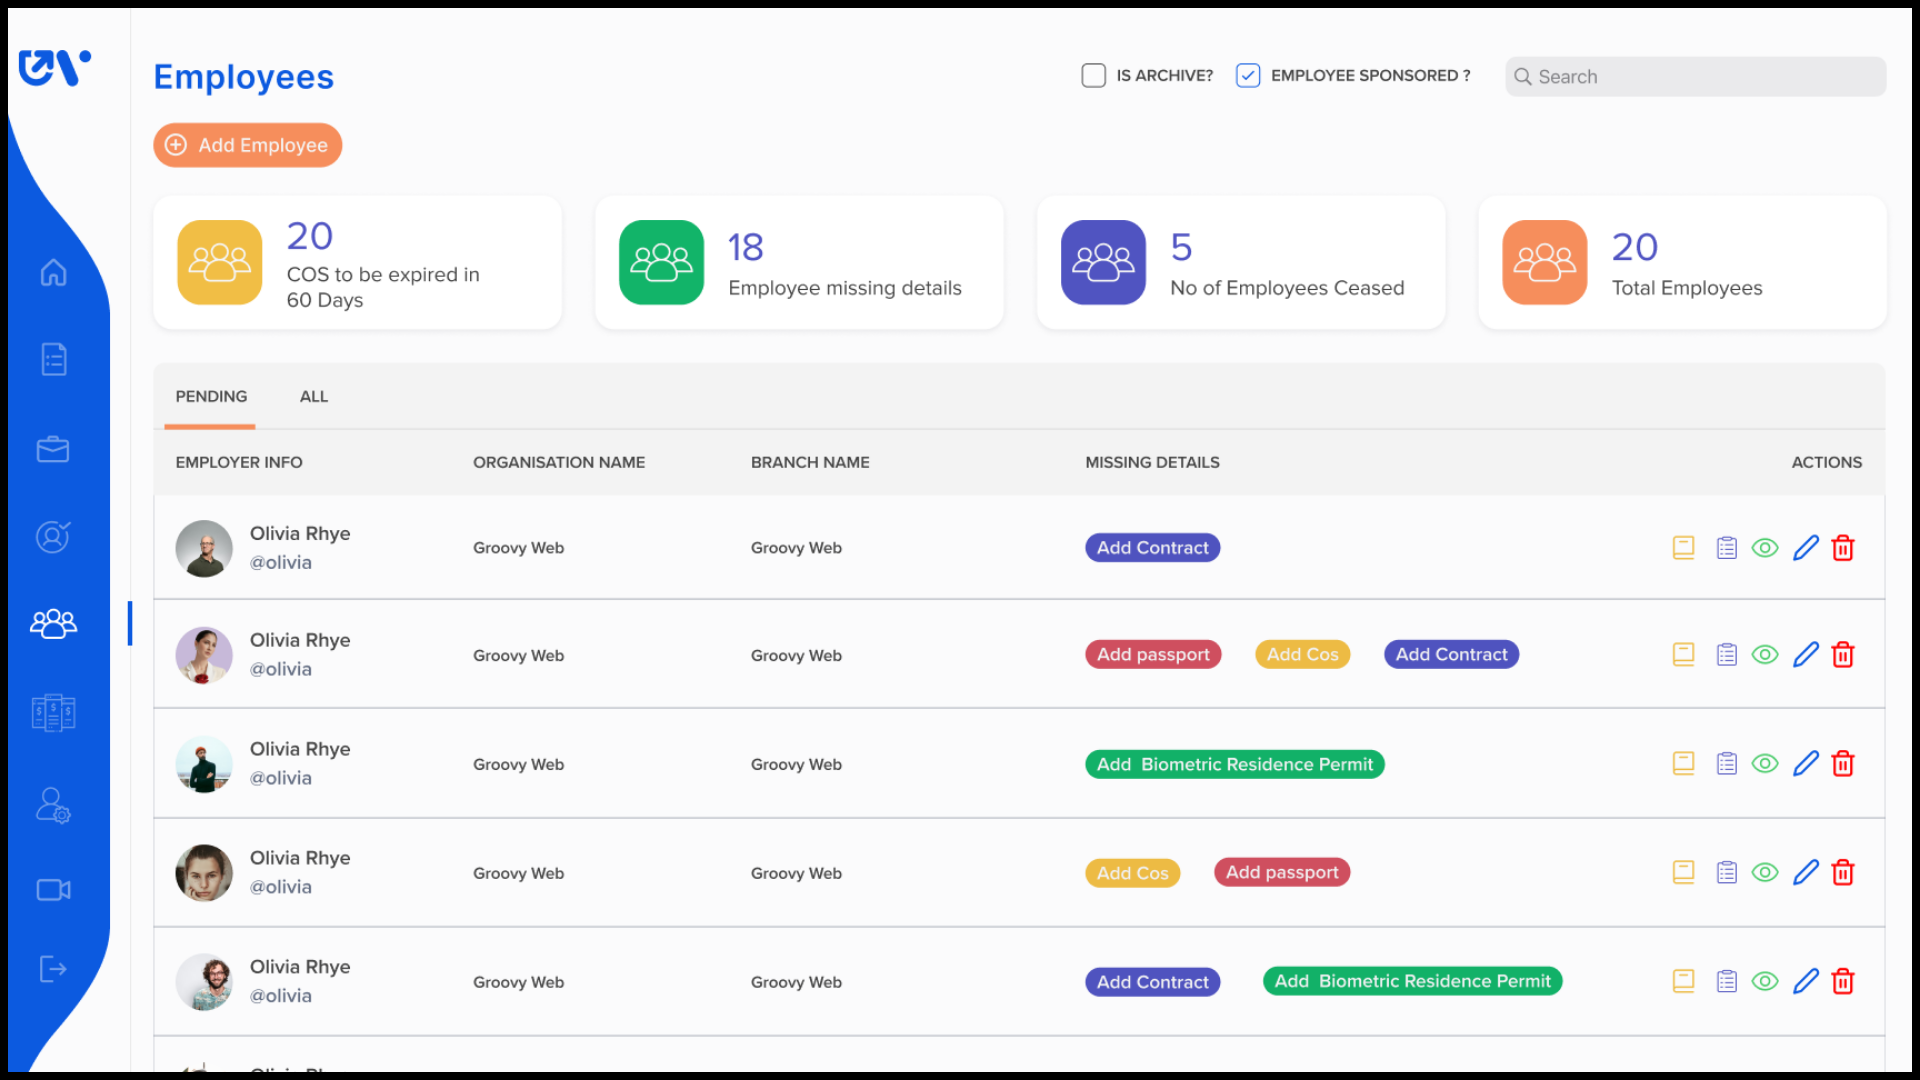 Employees
IS ARCHIVE?
EMPLOYEE SPONSORED ?
Search
Add Employee
20
COS to be expired in
60 Days
18
Employee missing details
5
No of Employees Ceased
20
Total Employees
PENDING ALL
EMPLOYER INFO ORGANISATION NAME BRANCH NAME MISSING DETAILS ACTIONS
Olivia Rhye
@olivia
Groovy Web
Groovy Web
Add Contract
Olivia Rhye
@olivia
Groovy Web
Groovy Web
Add passport
Add Cos
Add Contract
Olivia Rhye
@olivia
Groovy Web
Groovy Web
Add  Biometric Residence Permit
Olivia Rhye
@olivia
Groovy Web
Groovy Web
Add Cos
Add passport
Olivia Rhye
@olivia
Groovy Web
Groovy Web
Add Contract
Add  Biometric Residence Permit